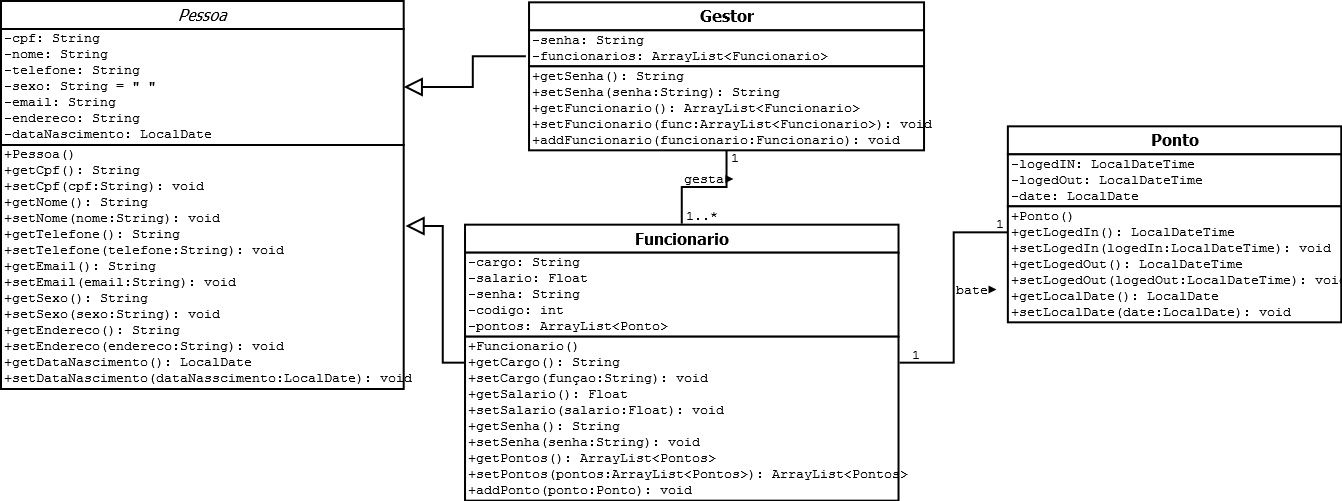 Pessoa
-cpf: String
-nome: String
-telefone: String
-sexo: String = " "
-email: String
-endereco: String
-dataNascimento: LocalDate
+Pessoa()
+getCpf(): String
+setCpf(cpf:String): void
+getNome(): String
+setNome(nome:String): void
+getTelefone(): String
+setTelefone(telefone:String): void
+getEmail(): String
+setEmail(email:String): void
+getSexo(): String
+setSexo(sexo:String): void
+getEndereco(): String
+setEndereco(endereco:String): void
+getDataNascimento(): LocalDate
+setDataNascimento(dataNasscimento:LocalDate): void
Gestor
-senha: String
-funcionarios: ArrayList<Funcionario>
+getSenha(): String
+setSenha(senha:String): String
+getFuncionario(): ArrayList<Funcionario>
+setFuncionario(func:ArrayList<Funcionario>): void
+addFuncionario(funcionario:Funcionario): void
1
gesta
1..*
Funcionario
-cargo: String
-salario: Float
-senha: String
-codigo: int
-pontos: ArrayList<Ponto>
+Funcionario()
+getCargo(): String
+setCargo(funçao:String): void
+getSalario(): Float
+setSalario(salario:Float): void
+getSenha(): String
+setSenha(senha:String): void
+getPontos(): ArrayList<Pontos>
+setPontos(pontos:ArrayList<Pontos>): ArrayList<Pontos>
+addPonto(ponto:Ponto): void
1
bate
1
Ponto
-logedIN: LocalDateTime
-logedOut: LocalDateTime
-date: LocalDate
+Ponto()
+getLogedIn(): LocalDateTime
+setLogedIn(logedIn:LocalDateTime): void
+getLogedOut(): LocalDateTime
+setLogedOut(logedOut:LocalDateTime): void
+getLocalDate(): LocalDate
+setLocalDate(date:LocalDate): void